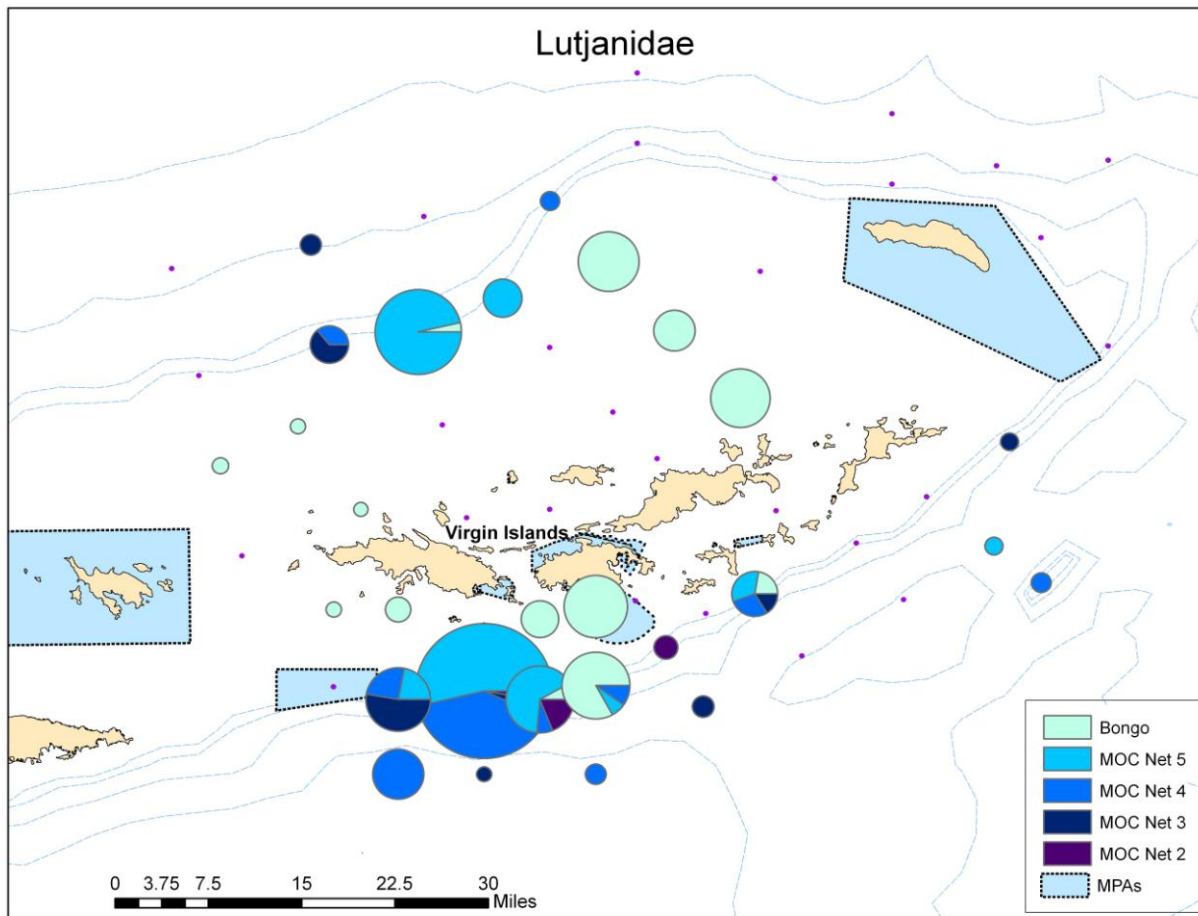 Lutjanidae
Virgin Islands
Bongo
MOC Net 5
MOC Net 4
MOC Net 3
MOC Net 2
MPAs
0 3.75 7.5 15 22.5 30
Miles